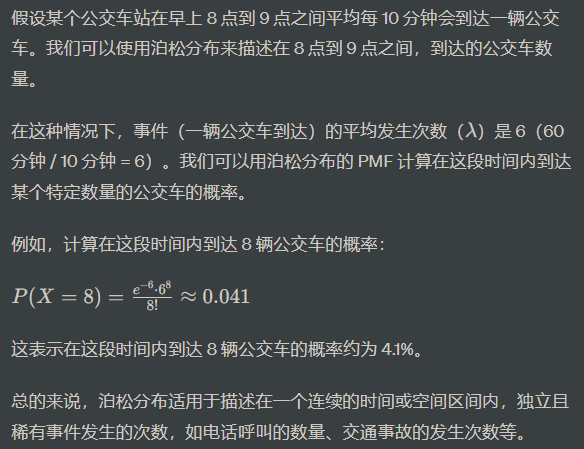 假设某个公交车站在早上 8 点到 9 点之间平均每 10 分钟会到达一辆公交
车。我们可以使用泊松分布来描述在 8 点到 9 点之间，到达的公交车数
量。
在这种情况下，事件（一辆公交车到达）的平均发生次数（λ）是 6（60
分钟 / 10 分钟 = 6）。我们可以用泊松分布的 PMF 计算在这段时间内到达
某个特定数量的公交车的概率。
例如，计算在这段时间内到达 8 辆公交车的概率：
P(X = 8) = \frac{e^{-6}·6^8}{8!} ≈ 0.041
这表示在这段时间内到达 8 辆公交车的概率约为 4.1%。
总的来说，泊松分布适用于描述在一个连续的时间或空间区间内，独立且
稀有事件发生的次数，如电话呼叫的数量、交通事故的发生次数等。